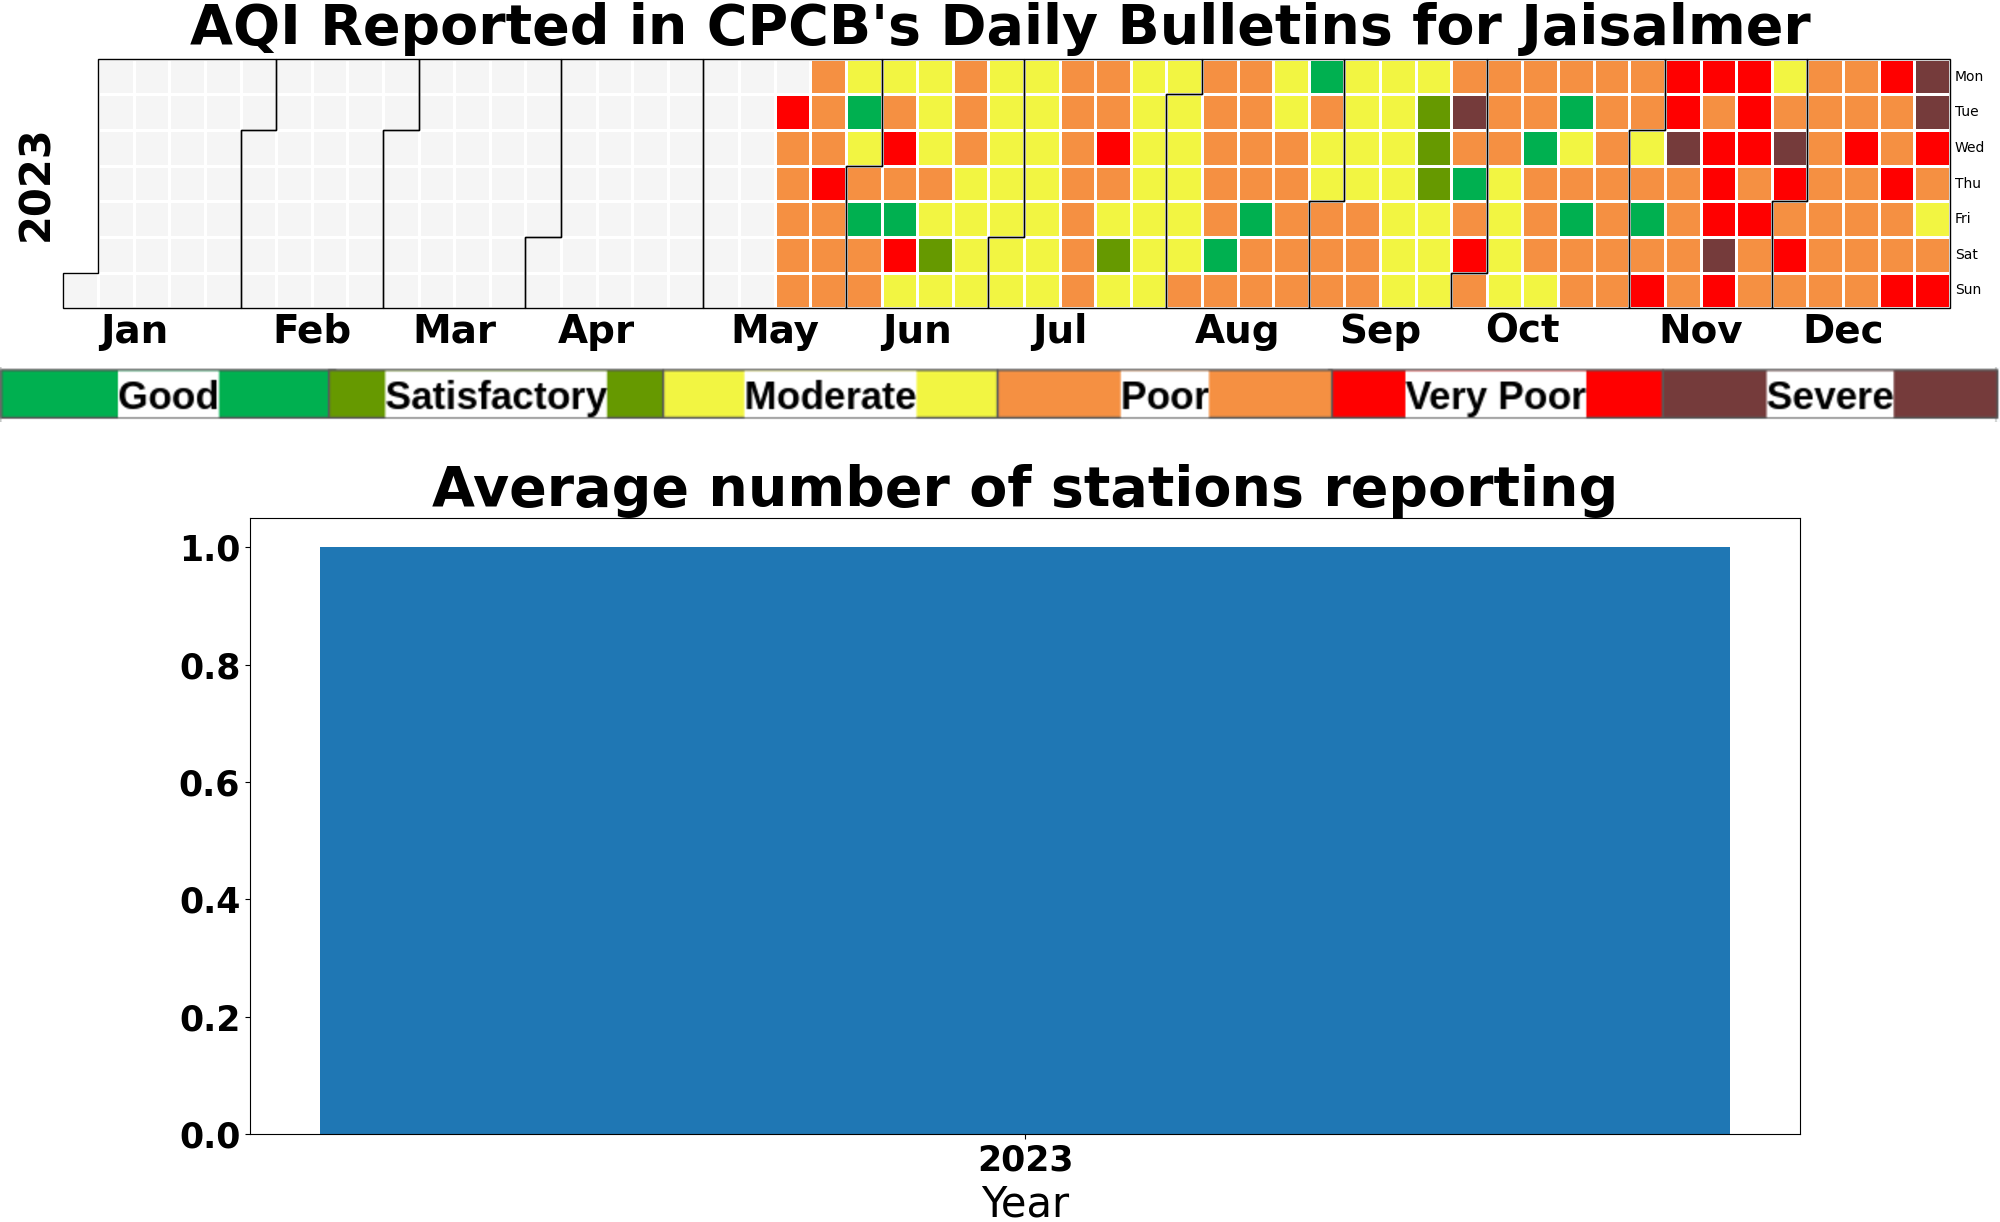 AQI Reported in CPCB's Daily Bulletins for Jaisalmer
2023
Mon
Tue
Wed
Thu
Fri
Sat
Sun
Jan Feb Mar Apr May Jun Jul Aug Sep Oct Nov Dec
Good Satisfactory Moderate Poor Very Poor Severe
Average number of stations reporting
1.0
0.8
0.6
0.4
0.2
0.0
2023
Year